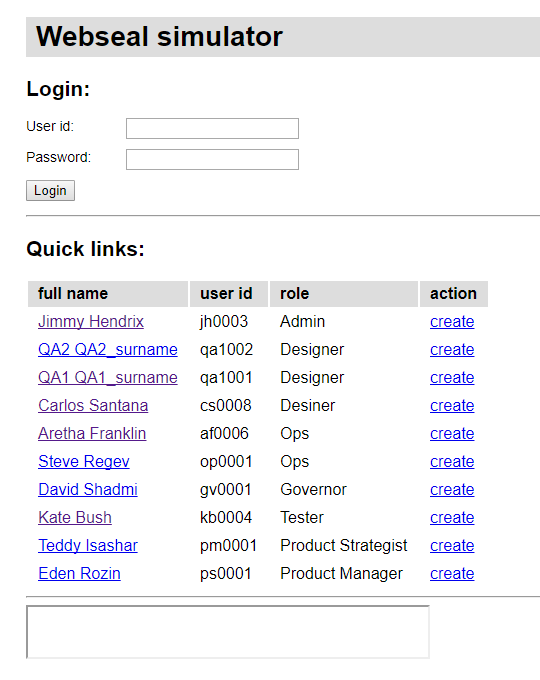 Webseal simulator
Login:
User id:
Password:
Login
Quick links:
full name user id role action
Jimmy Hendrix jh0003 Admin create
QA2 QA2_surname qa1002 Designer create
QA1 QA1_surname qa1001 Designer create
Carlos Santana cs0008 Desiner create
Aretha Franklin af0006 Ops create
Steve Regev op0001 Ops create
David Shadmi gv0001 Governor create
Kate Bush kb0004 Tester create
Teddy Isashar pm0001 Product Strategist create
Eden Rozin ps0001 Product Manager create